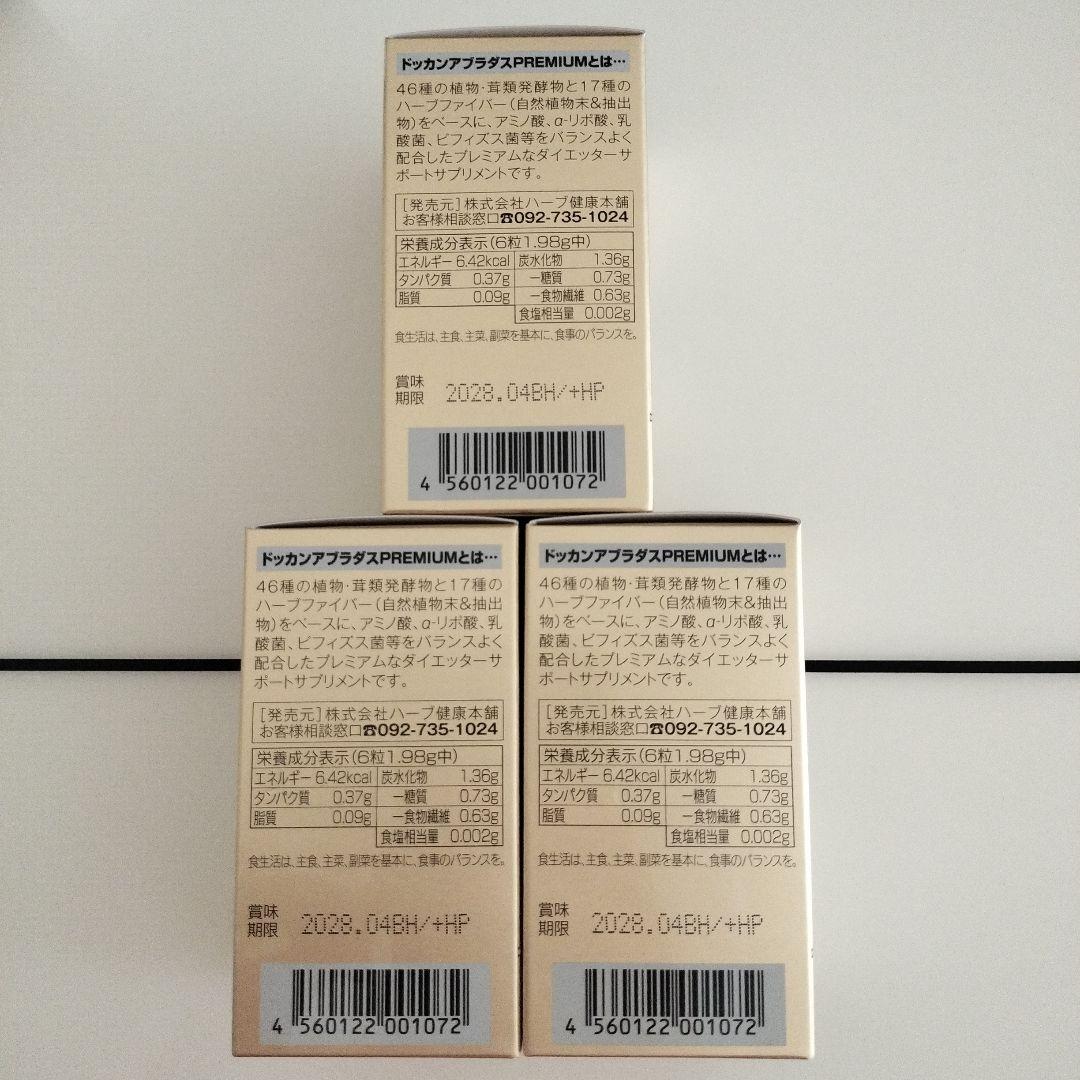 ドッカンアブラダスPREMIUMとは…
46種の植物・茸類発酵物と17種の
ハーブファイバー(自然植物末&抽出
物)をベースに、アミノ酸、α-リポ酸、乳
酸菌、ビフィズス菌等をバランスよく
配合したプレミアムなダイエッターサ
ポートサプリメントです。
[発売元]株式会社ハーブ健康本舗
お客様相談窓口☎092-735-1024
栄養成分表示(6粒1.98g中)
エネルギー 6.42kcal 炭水化物 1.36g
タンパク質 0.37g ー糖質 0.73g
脂質 0.09g ー食物繊維 0.63g
食塩相当量 0.002g
食生活は、主食、主菜、副菜を基本に、食事のバランスを。
賞味
期限 2028.04BH/+HP
4 560122 001072
ドッカンアブラダスPREMIUMとは…
46種の植物・茸類発酵物と17種の
ハーブファイバー(自然植物末&抽出
物)をベースに、アミノ酸、α-リポ酸、乳
酸菌、ビフィズス菌等をバランスよく
配合したプレミアムなダイエッターサ
ポートサプリメントです。
[発売元]株式会社ハーブ健康本舗
お客様相談窓口☎092-735-1024
栄養成分表示(6粒1.98g中)
エネルギー 6.42kcal 炭水化物 1.36g
タンパク質 0.37g ー糖質 0.73g
脂質 0.09g ー食物繊維 0.63g
食塩相当量 0.002g
食生活は、主食、主菜、副菜を基本に、食事のバランスを。
賞味
期限 2028.04BH/+HP
4 560122 001072
ドッカンアブラダスPREMIUMとは…
46種の植物・茸類発酵物と17種の
ハーブファイバー(自然植物末&抽出
物)をベースに、アミノ酸、α-リポ酸、乳
酸菌、ビフィズス菌等をバランスよく
配合したプレミアムなダイエッターサ
ポートサプリメントです。
[発売元]株式会社ハーブ健康本舗
お客様相談窓口☎092-735-1024
栄養成分表示(6粒1.98g中)
エネルギー 6.42kcal 炭水化物 1.36g
タンパク質 0.37g ー糖質 0.73g
脂質 0.09g ー食物繊維 0.63g
食塩相当量 0.002g
食生活は、主食、主菜、副菜を基本に、食事のバランスを。
賞味
期限 2028.04BH/+HP
4 560122 001072